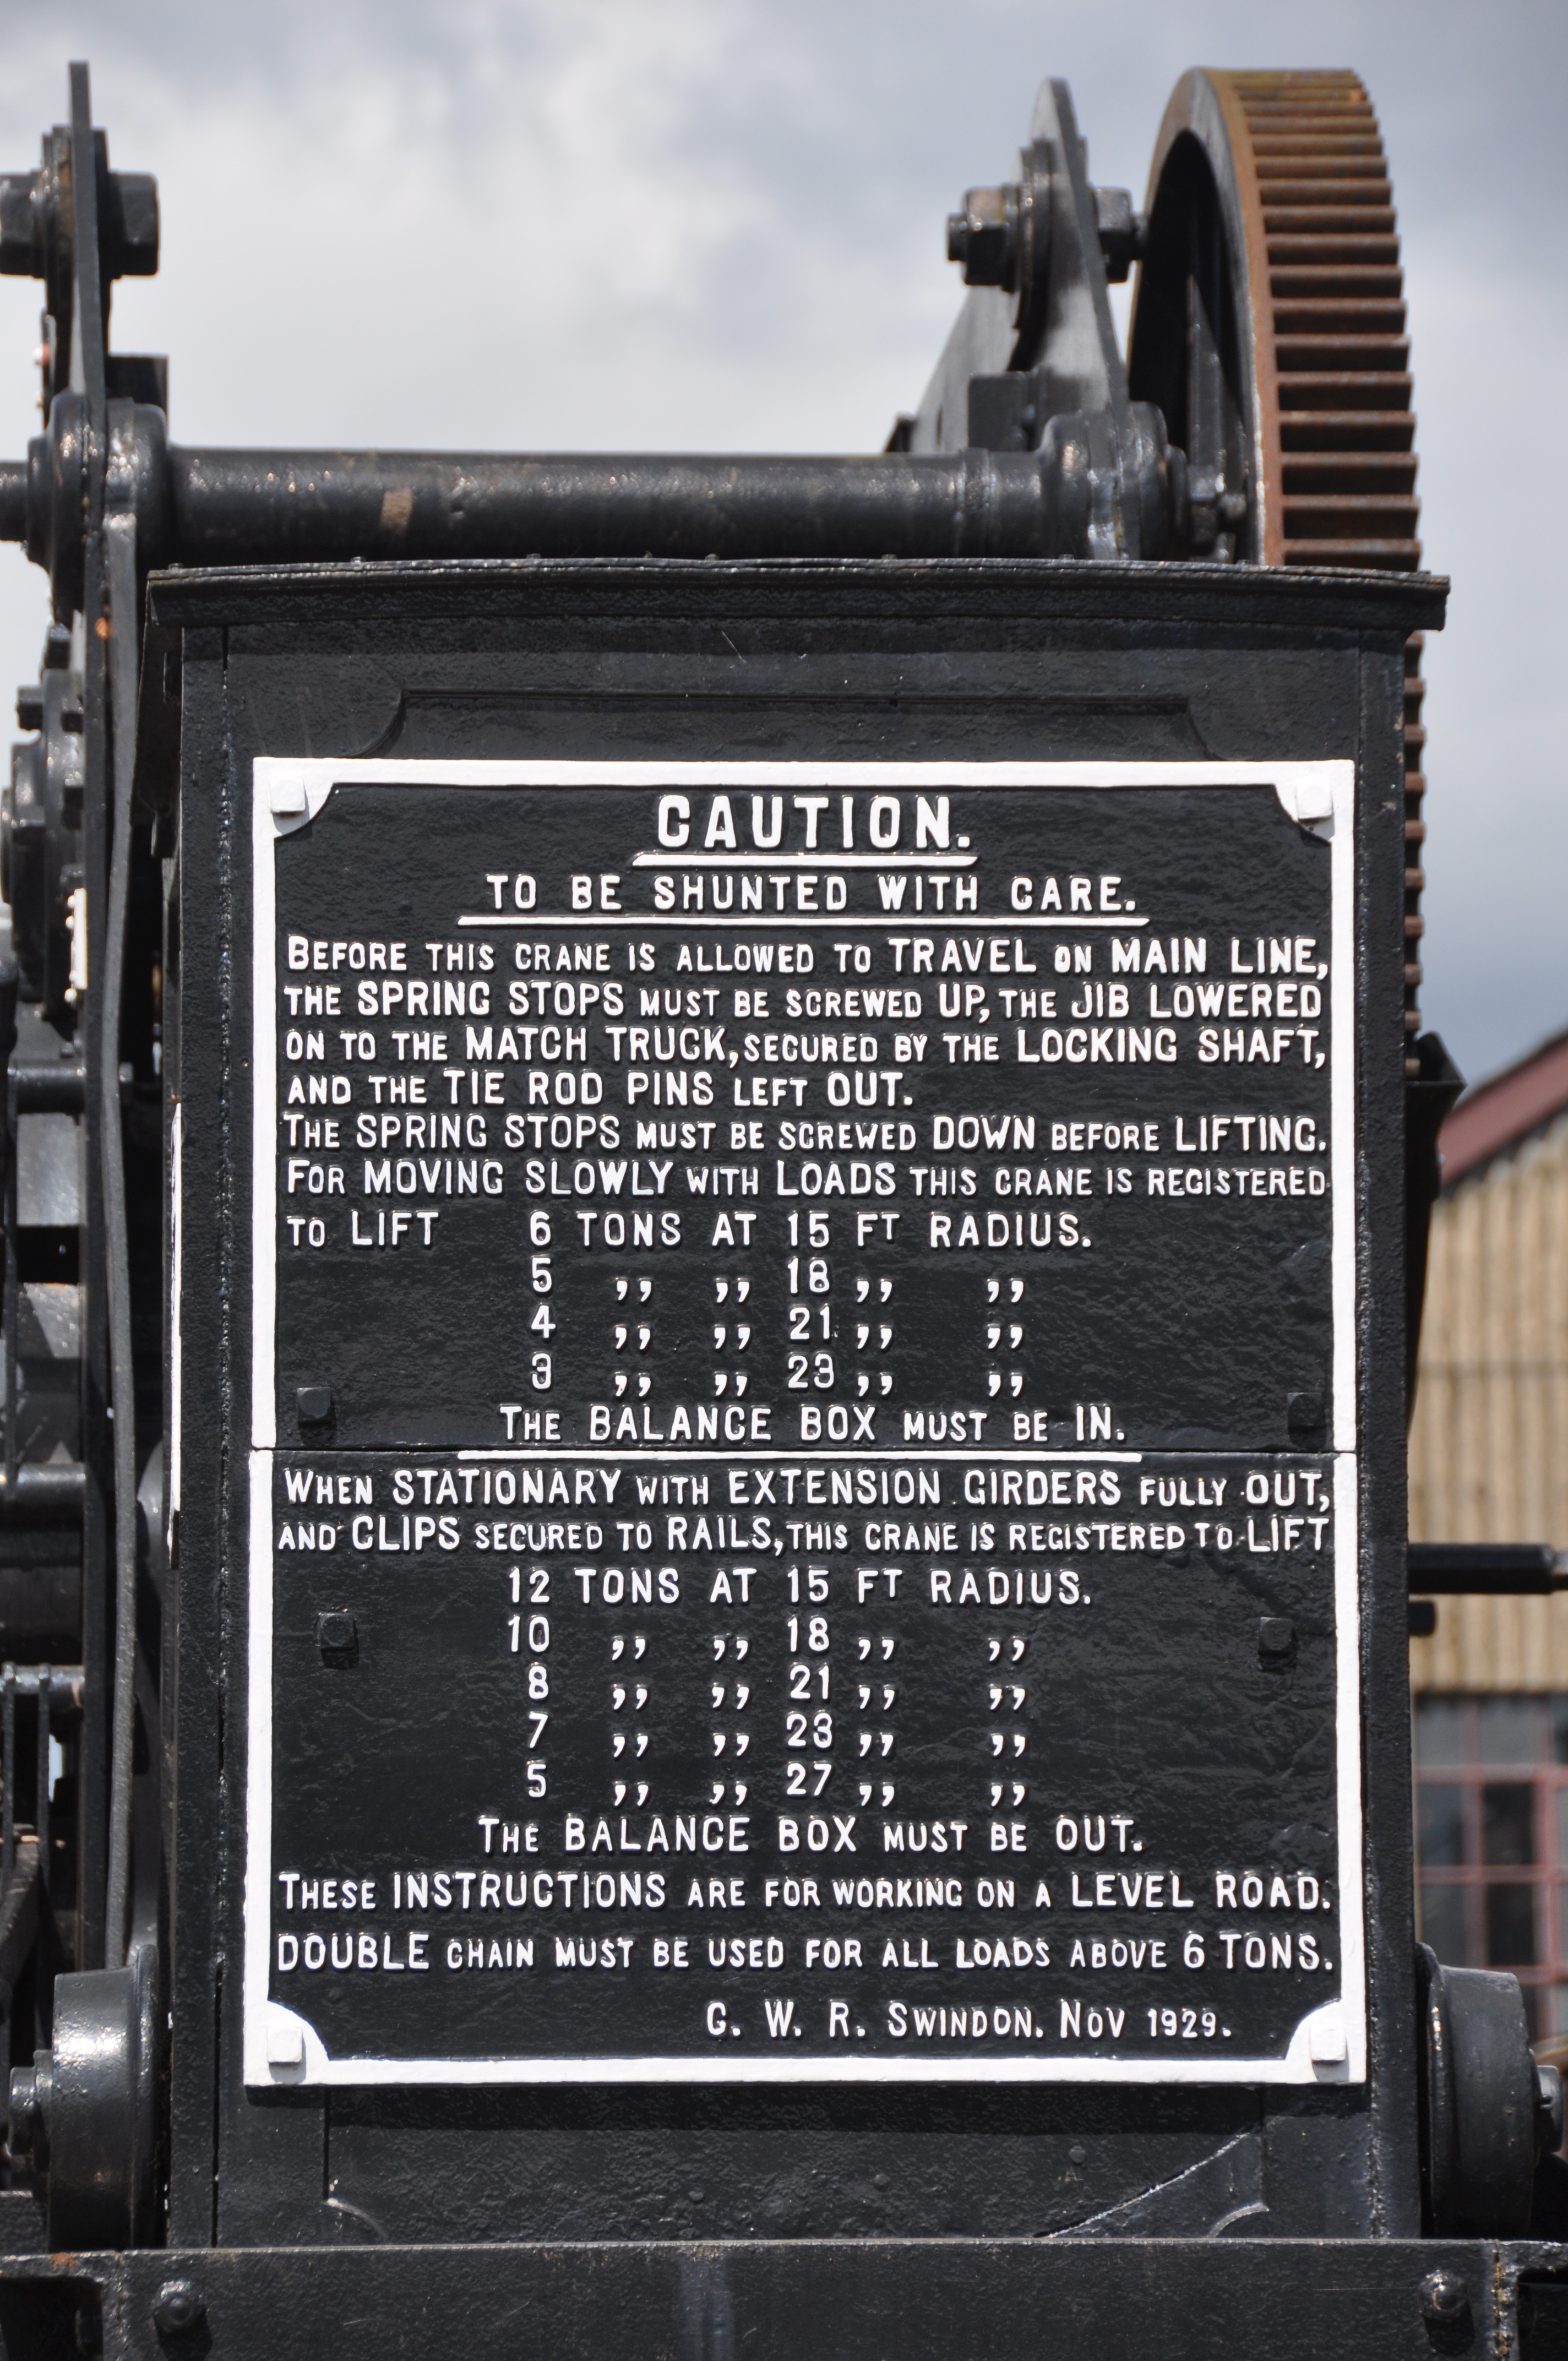 CAUTION.
TO BE SHUNTED WITH CARE.
BEFORE THIS CRANE IS ALLOWED TO TRAVEL ON MAIN LINE,
THE SPRING STOPS MUST BE SCREWED UP, THE JIB LOWERED
ON TO THE MATCH TRUCK, SECURED BY THE LOCKING SHAFT,
AND THE TIE ROD PINS LEFT OUT.
THE SPRING STOPS MUST BE SCREWED DOWN BEFORE LIFTING.
FOR MOVING SLOWLY WITH LOADS THIS CRANE IS REGISTERED
TO LIFT 6 TONS AT 15 FT RADIUS.
5 ,, ,, 18 ,, ,,
4 ,, ,, 21 ,, ,,
3 ,, ,, 23 ,, ,,
THE BALANCE BOX MUST BE IN.
WHEN STATIONARY WITH EXTENSION GIRDERS FULLY OUT,
AND CLIPS SECURED TO RAILS, THIS CRANE IS REGISTERED TO LIFT
12 TONS AT 15 FT RADIUS.
10 ,, ,, 18 ,, ,,
8 ,, ,, 21 ,, ,,
7 ,, ,, 23 ,, ,,
5 ,, ,, 27 ,, ,,
THE BALANCE BOX MUST BE OUT.
THESE INSTRUCTIONS ARE FOR WORKING ON A LEVEL ROAD.
DOUBLE CHAIN MUST BE USED FOR ALL LOADS ABOVE 6 TONS.
G. W. R. SWINDON. NOV 1929.